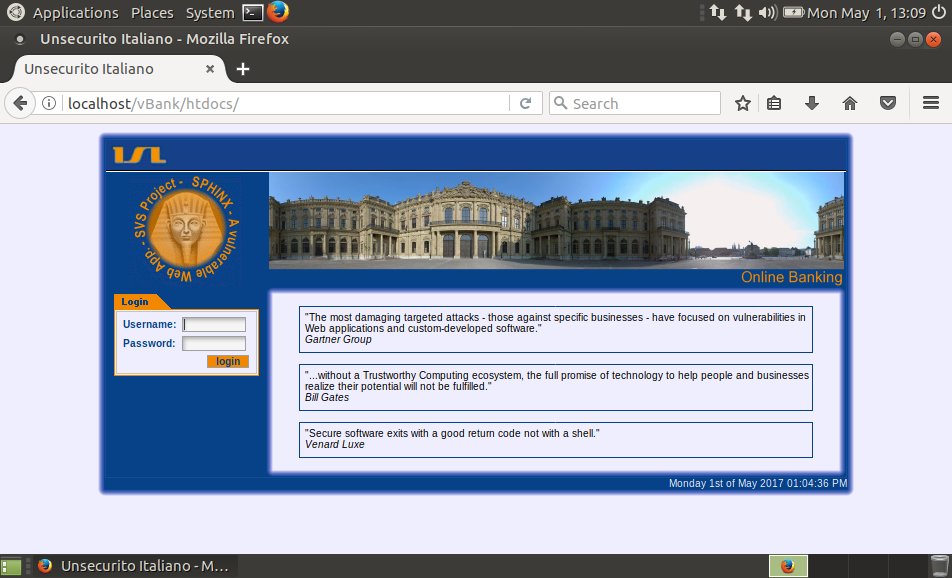 Applications Places System
Mon May 1, 13:09
Unsecurito Italiano - Mozilla Firefox
Unsecurito Italiano
localhost/vBank/htdocs/
Search
SVS Project - SPHINX - A vulnerable Web App -
Online Banking
Login
Username:
Password:
login
"The most damaging targeted attacks - those against specific businesses - have focused on vulnerabilities in
Web applications and custom-developed software."
Gartner Group
"...without a Trustworthy Computing ecosystem, the full promise of technology to help people and businesses
realize their potential will not be fulfilled."
Bill Gates
"Secure software exits with a good return code not with a shell."
Venard Luxe
Monday 1st of May 2017 01:04:36 PM
Unsecurito Italiano - M...